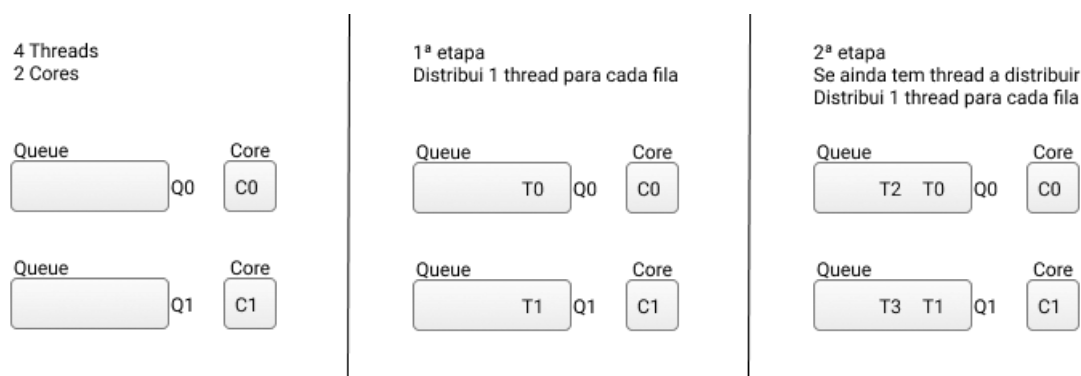 4 Threads
2 Cores
Queue Core
Q0 C0
Queue Core
Q1 C1
1ª etapa
Distribui 1 thread para cada fila
Queue Core
T0 Q0 C0
Queue Core
T1 Q1 C1
2ª etapa
Se ainda tem thread a distribuir
Distribui 1 thread para cada fila
Queue Core
T2 T0 Q0 C0
Queue Core
T3 T1 Q1 C1